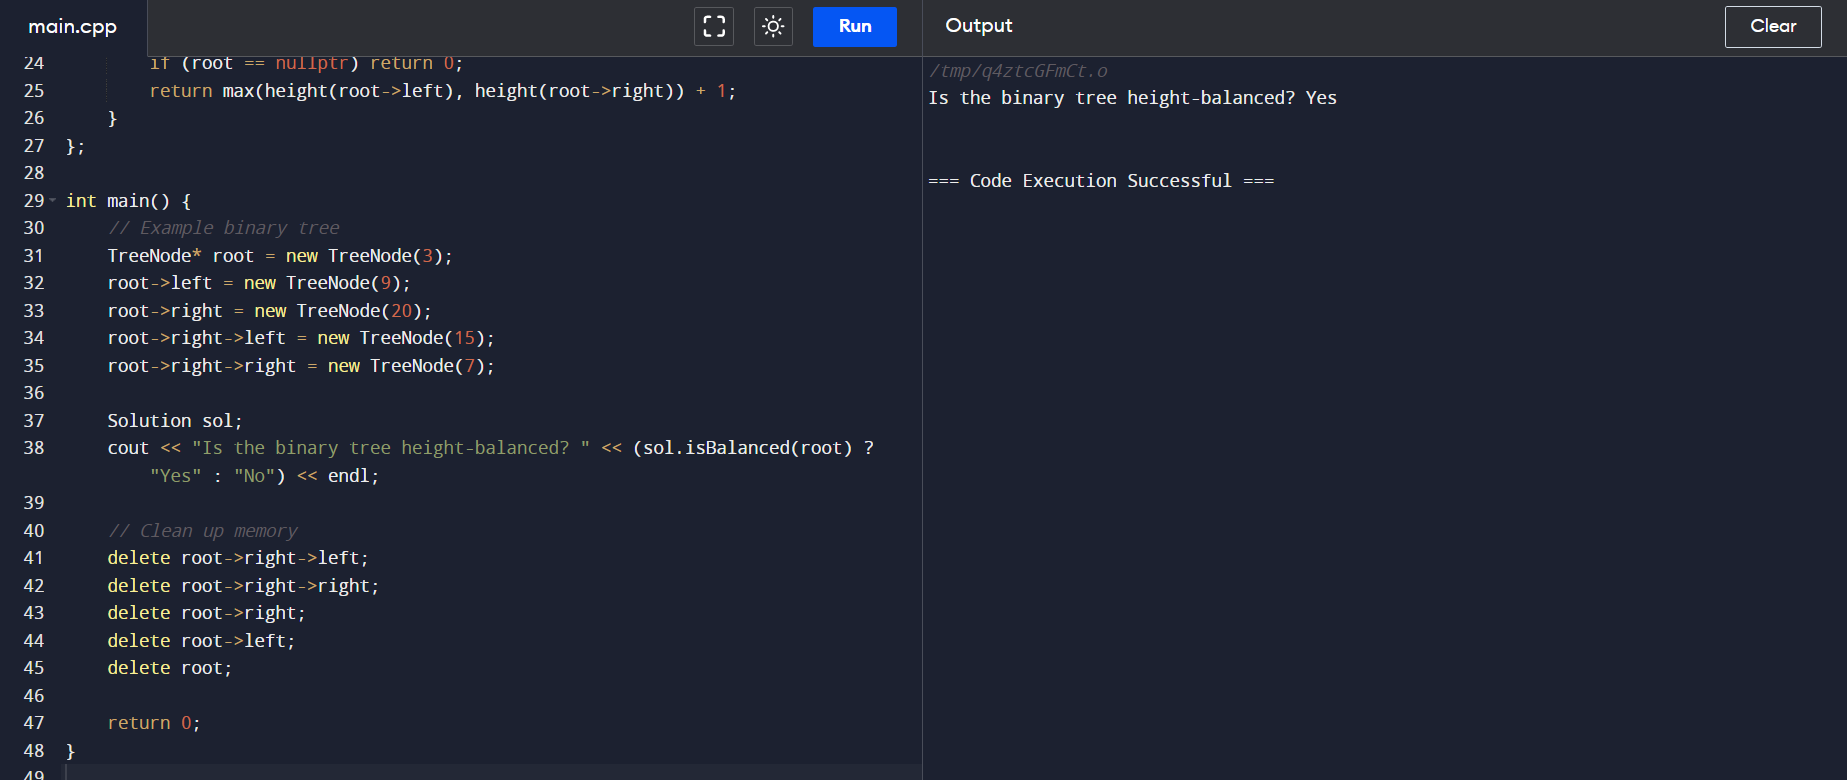 main.cpp
Run
Output
Clear
24 if (root == nullptr) return 0;
25 return max(height(root->left), height(root->right)) + 1;
26 }
27 };
28
29 int main() {
30 // Example binary tree
31 TreeNode* root = new TreeNode(3);
32 root->left = new TreeNode(9);
33 root->right = new TreeNode(20);
34 root->right->left = new TreeNode(15);
35 root->right->right = new TreeNode(7);
36
37 Solution sol;
38 cout << "Is the binary tree height-balanced? " << (sol.isBalanced(root) ?
"Yes" : "No") << endl;
39
40 // Clean up memory
41 delete root->right->left;
42 delete root->right->right;
43 delete root->right;
44 delete root->left;
45 delete root;
46
47 return 0;
48 }
49
/tmp/q4ztcGFmCt.o
Is the binary tree height-balanced? Yes
=== Code Execution Successful ===